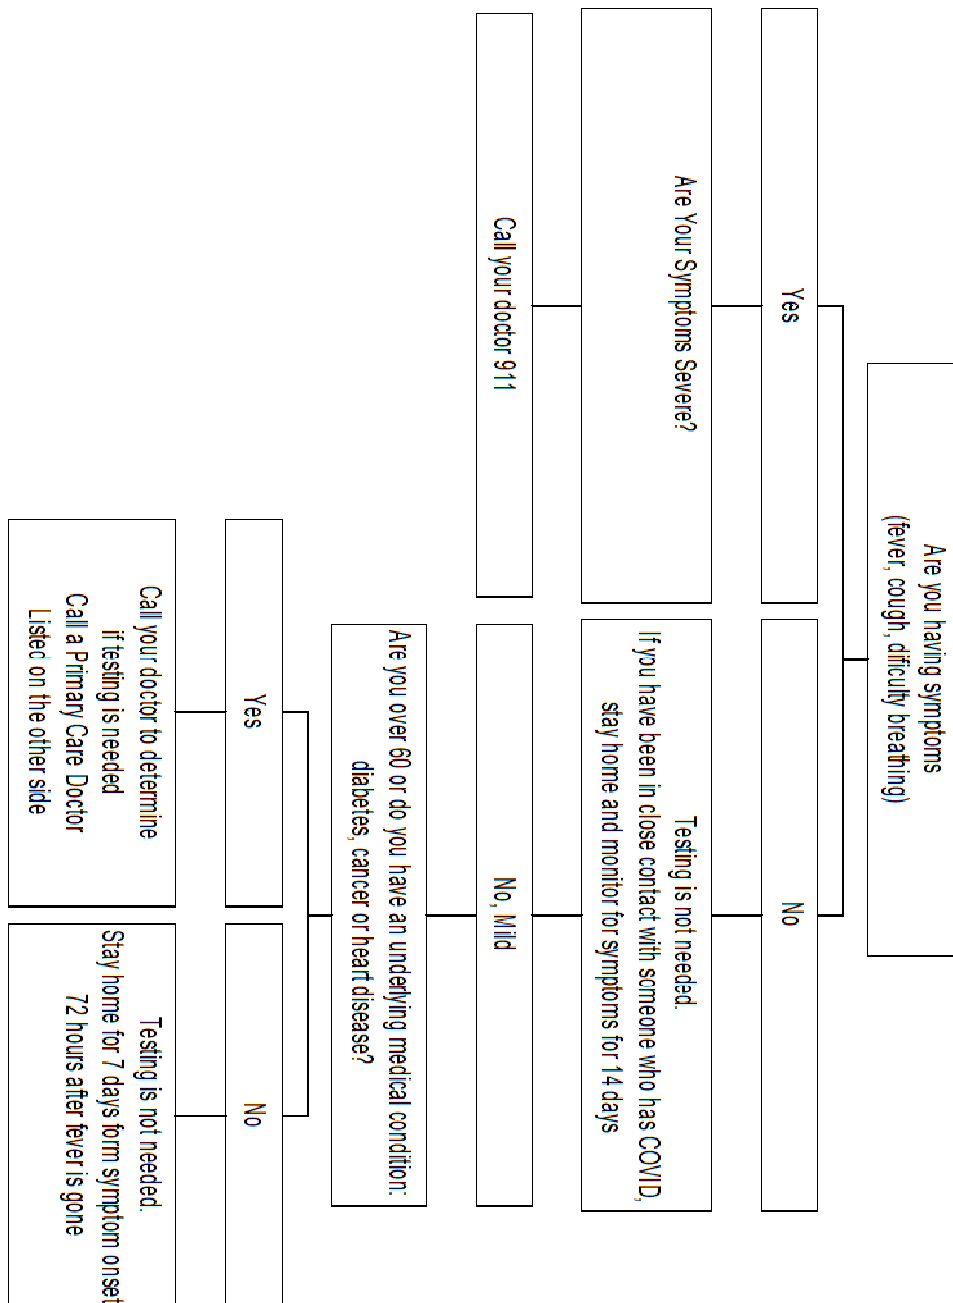 Are you having symptoms
(fever, cough, dificulty breathing)
Yes
No
Are Your Symptoms Severe?
Testing is not needed.
If you have been in close contact with someone who has COVID,
stay home and monitor for symptoms for 14 days
Call your doctor 911
No, Mild
Are you over 60 or do you have an underlying medical condition:
diabetes, cancer or heart disease?
Yes
No
Call your doctor to determine
if testing is needed
Call a Primary Care Doctor
Listed on the other side
Testing is not needed.
Stay home for 7 days form symptom onset
72 hours after fever is gone